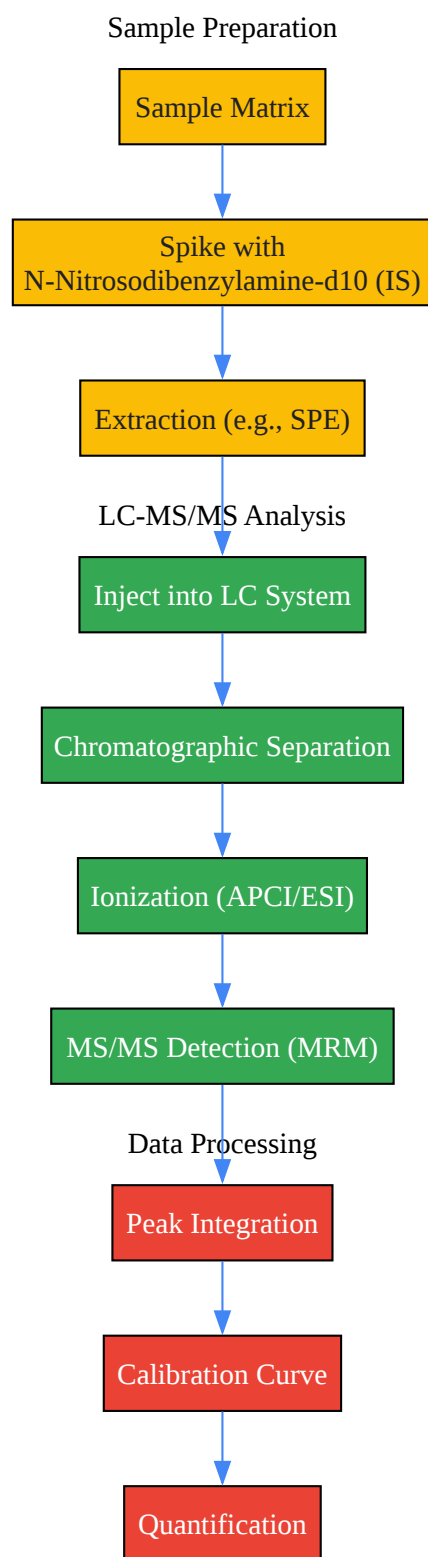 Sample Preparation
Sample Matrix
Spike with
N-Nitrosodibenzylamine-d10 (IS)
Extraction (e.g., SPE)
LC-MS/MS Analysis
Inject into LC System
Chromatographic Separation
Ionization (APCI/ESI)
MS/MS Detection (MRM)
Data Processing
Peak Integration
Calibration Curve
Quantification